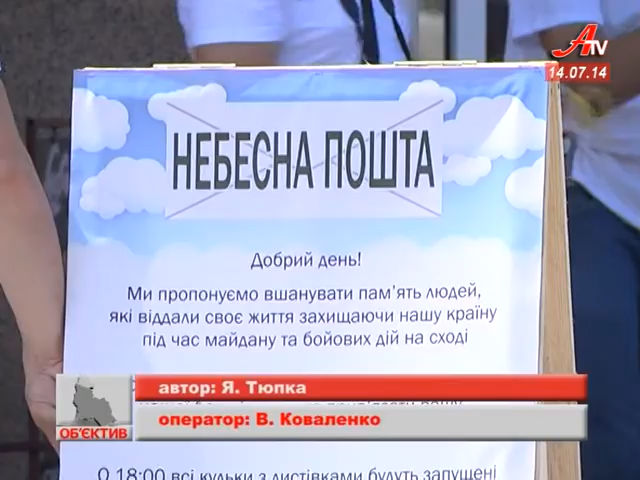 ATV
14.07.14
НЕБЕСНА ПОШТА
Добрий день!
Ми пропонуємо вшанувати пам'ять людей,
які віддали своє життя захищаючи нашу країну
під час майдану та бойових дій на сході
автор: Я. Тюпка
оператор: В. Коваленко
ОБ'ЄКТИВ
О 18:00 всі кульки з листівками будуть запущені